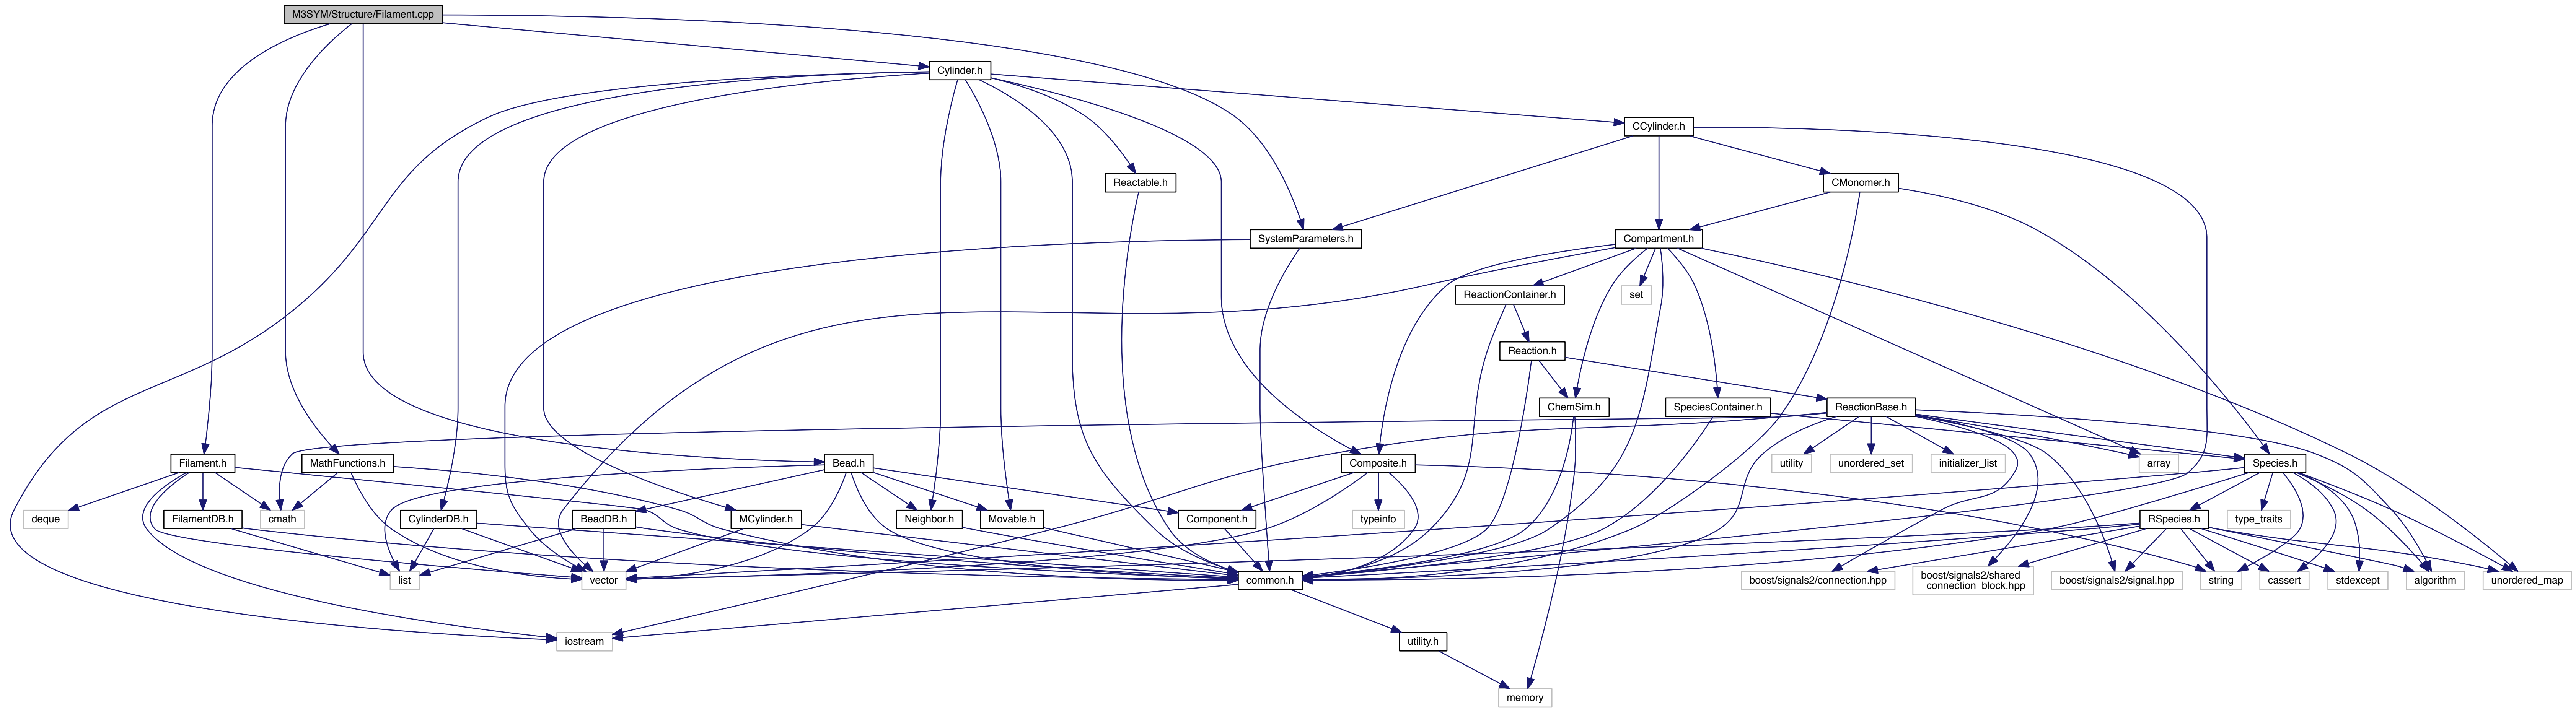 M3SYM/Structure/Filament.cpp
Cylinder.h
CCylinder.h
Reactable.h
CMonomer.h
SystemParameters.h
Compartment.h
ReactionContainer.h
set
Reaction.h
ChemSim.h
SpeciesContainer.h
ReactionBase.h
Filament.h
MathFunctions.h
Bead.h
Composite.h
utility
unordered_set
initializer_list
array
Species.h
deque
FilamentDB.h
cmath
CylinderDB.h
BeadDB.h
MCylinder.h
Neighbor.h
Movable.h
Component.h
typeinfo
RSpecies.h
type_traits
list
vector
common.h
boost/signals2/connection.hpp
boost/signals2/shared
_connection_block.hpp
boost/signals2/signal.hpp
string
cassert
stdexcept
algorithm
unordered_map
iostream
utility.h
memory